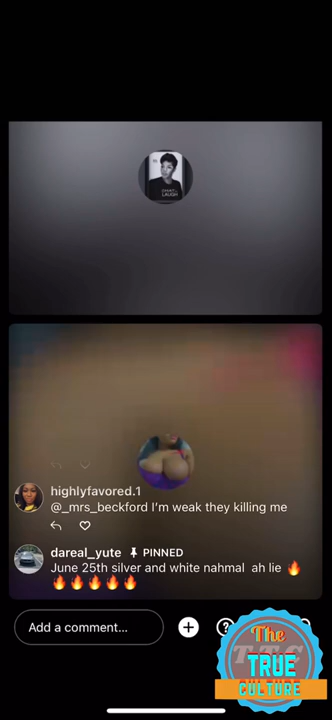 highlyfavored.1
@_mrs_beckford I'm weak they killing me
dareal_yute PINNED
June 25th silver and white nahmal ah lie 🔥
🔥🔥🔥🔥🔥
Add a comment...
The
TTC
TRUE
CULTURE